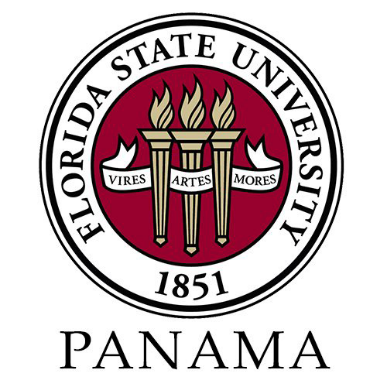 FLORIDA STATE UNIVERSITY
VIRES ARTES MORES
1851
PANAMA